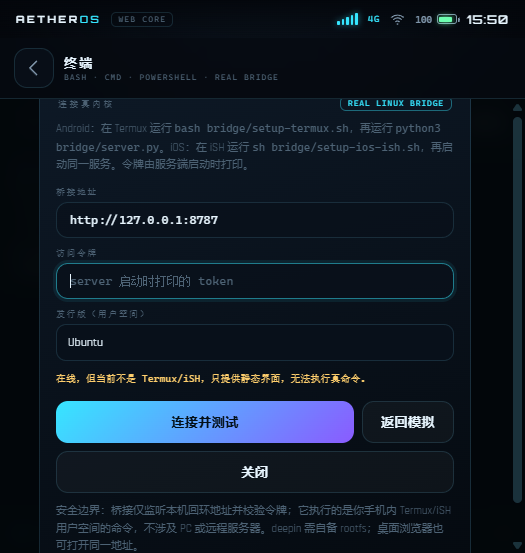 AETHEROS WEB CORE 4G 100 15:50
终端
BASH · CMD · POWERSHELL · REAL BRIDGE
连接真内核 REAL LINUX BRIDGE
Android：在 Termux 运行 bash bridge/setup-termux.sh，再运行 python3
bridge/server.py。iOS：在 iSH 运行 sh bridge/setup-ios-ish.sh，再启
动同一服务。令牌由服务端启动时打印。
桥接地址
http://127.0.0.1:8787
访问令牌
server 启动时打印的 token
发行版（用户空间）
Ubuntu
在线，但当前不是 Termux/iSH，只提供静态界面，无法执行真命令。
连接并测试 返回模拟
关闭
安全边界：桥接仅监听本机回环地址并校验令牌；它执行的是你手机内 Termux/iSH
用户空间的命令，不涉及 PC 或远程服务器。deepin 需自备 rootfs；桌面浏览器也
可打开同一地址。